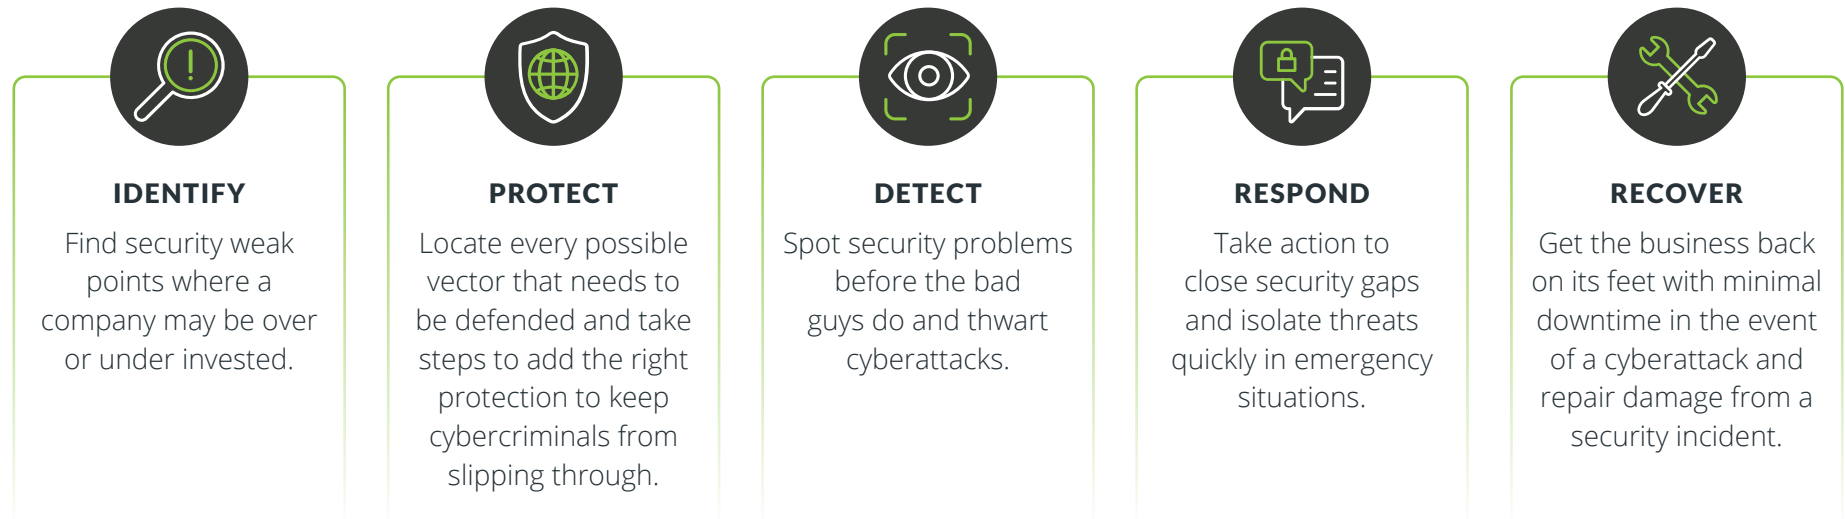 IDENTIFY
Find security weak
points where a
company may be over
or under invested.
PROTECT
Locate every possible
vector that needs to
be defended and take
steps to add the right
protection to keep
cybercriminals from
slipping through.
DETECT
Spot security problems
before the bad
guys do and thwart
cyberattacks.
RESPOND
Take action to
close security gaps
and isolate threats
quickly in emergency
situations.
RECOVER
Get the business back
on its feet with minimal
downtime in the event
of a cyberattack and
repair damage from a
security incident.